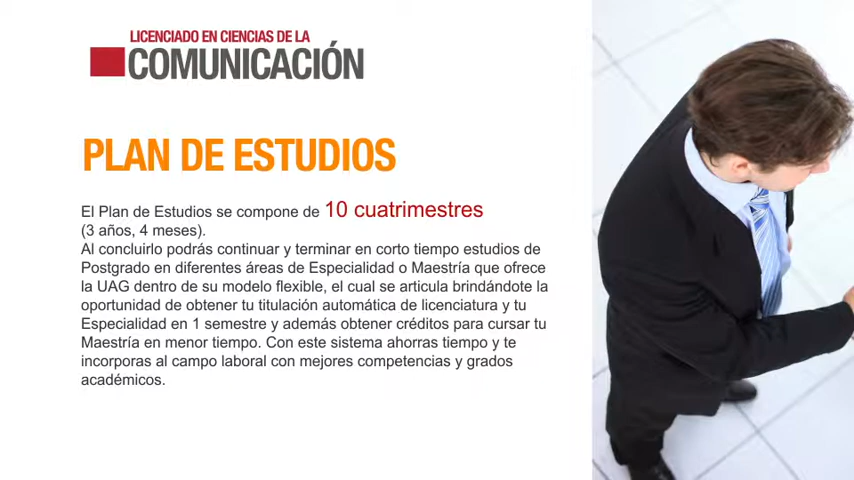 LICENCIADO EN CIENCIAS DE LA
COMUNICACIÓN
PLAN DE ESTUDIOS
El Plan de Estudios se compone de 10 cuatrimestres
(3 años, 4 meses).
Al concluirlo podrás continuar y terminar en corto tiempo estudios de
Postgrado en diferentes áreas de Especialidad o Maestría que ofrece
la UAG dentro de su modelo flexible, el cual se articula brindándote la
oportunidad de obtener tu titulación automática de licenciatura y tu
Especialidad en 1 semestre y además obtener créditos para cursar tu
Maestría en menor tiempo. Con este sistema ahorras tiempo y te
incorporas al campo laboral con mejores competencias y grados
académicos.